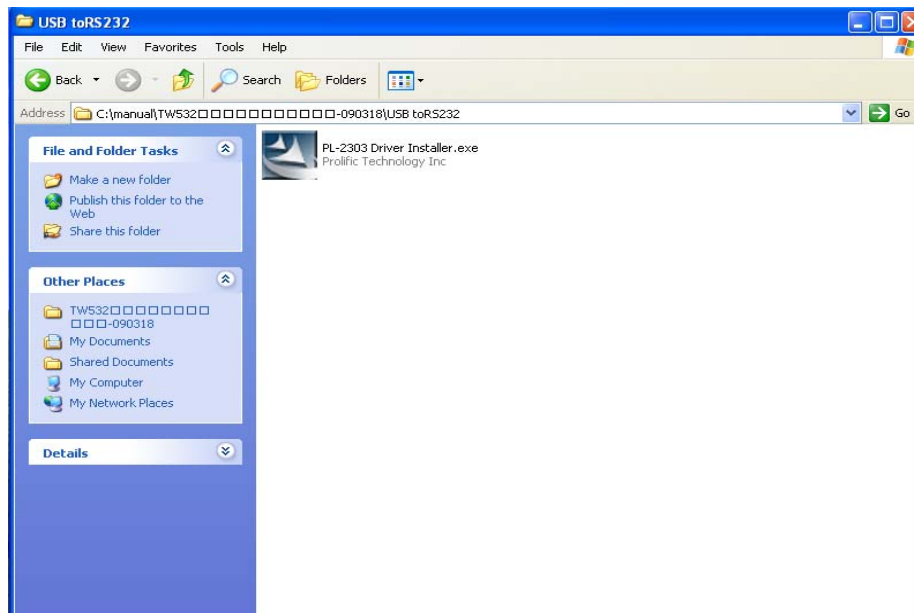 USB toRS232
File Edit View Favorites Tools Help
Back Search Folders
Address C:\manual\TW532□□□□□□□□□□□-090318\USB toRS232 Go
File and Folder Tasks
Make a new folder
Publish this folder to the
Web
Share this folder
Other Places
TW532□□□□□□□□
□□□-090318
My Documents
Shared Documents
My Computer
My Network Places
Details
PL-2303 Driver Installer.exe
Prolific Technology Inc